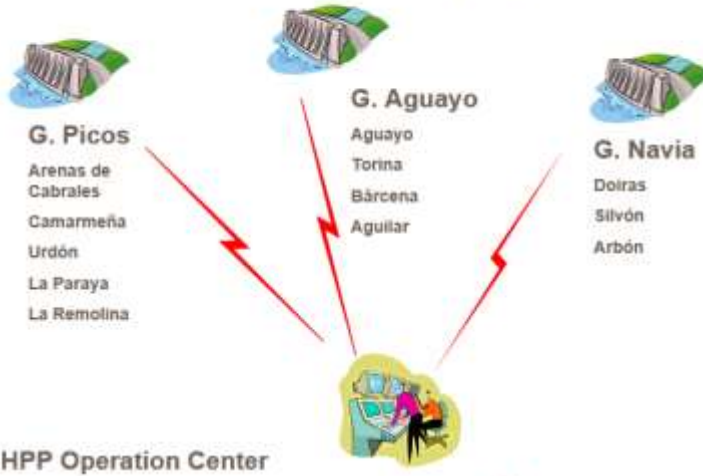 G. Picos
Arenas de
Cabrales
Camarmeña
Urdón
La Paraya
La Remolina
G. Aguayo
Aguayo
Torina
Bárcena
Aguilar
G. Navia
Doiras
Silvón
Arbón
HPP Operation Center